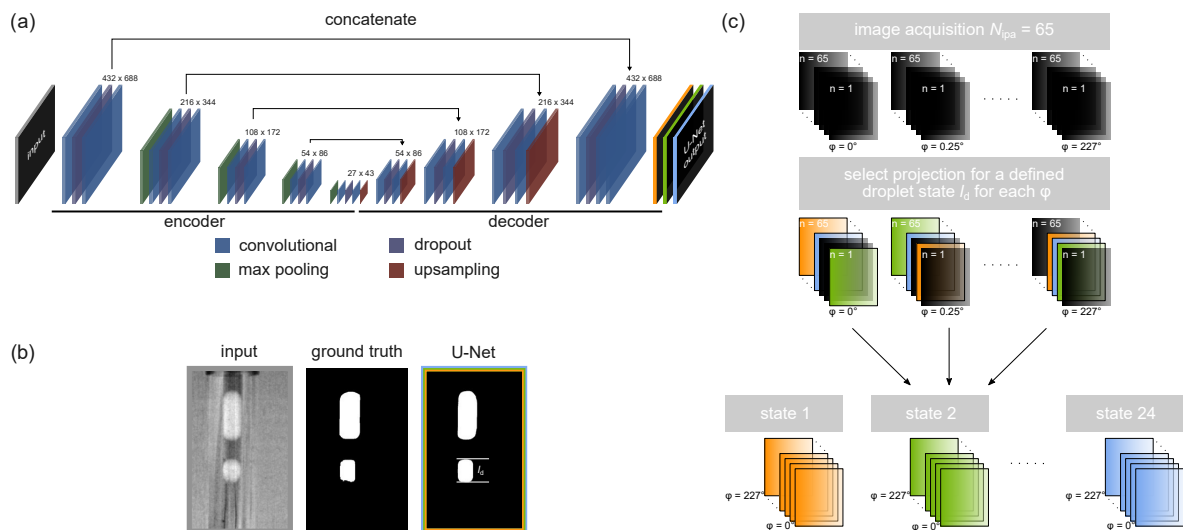 (a)
concatenate
432 x 688
432 x 688
216 x 344
216 x 344
108 x 172
108 x 172
54 x 86
54 x 86
27 x 43
input
U-Net
output
encoder
decoder
convolutional
dropout
max pooling
upsampling
(b)
input
ground truth
U-Net
l_d
(c)
image acquisition N_ipa = 65
n = 65
n = 65
n = 65
n = 1
n = 1
n = 1
. . . . .
φ = 0°
φ = 0.25°
φ = 227°
select projection for a defined
droplet state l_d for each φ
n = 65
n = 65
n = 65
n = 1
n = 1
n = 1
. . . . .
φ = 0°
φ = 0.25°
φ = 227°
state 1
state 2
state 24
. . . . .
φ = 227°
φ = 227°
φ = 227°
φ=0°
φ=0°
φ=0°